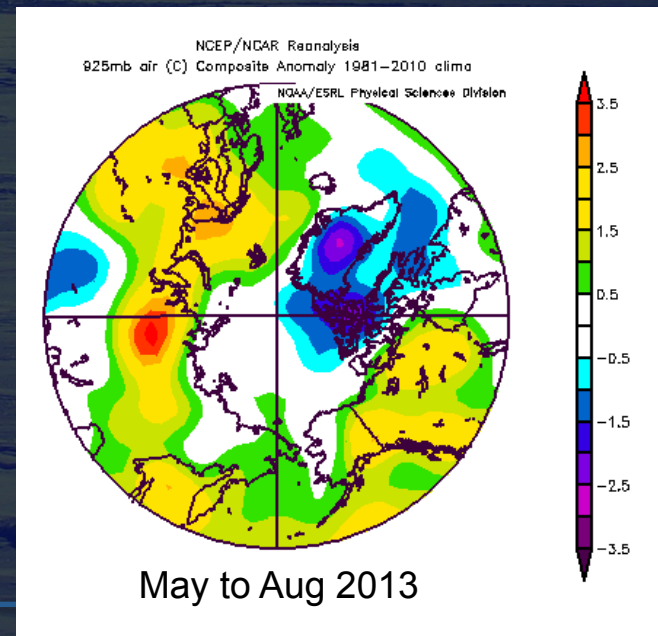 NCEP/NCAR Reanalysis
925mb air (C) Composite Anomaly 1981-2010 clima
NOAA/ESRL Physical Sciences Division
3.5
2.5
1.5
0.5
-0.5
-1.5
-2.5
-3.5
May to Aug 2013